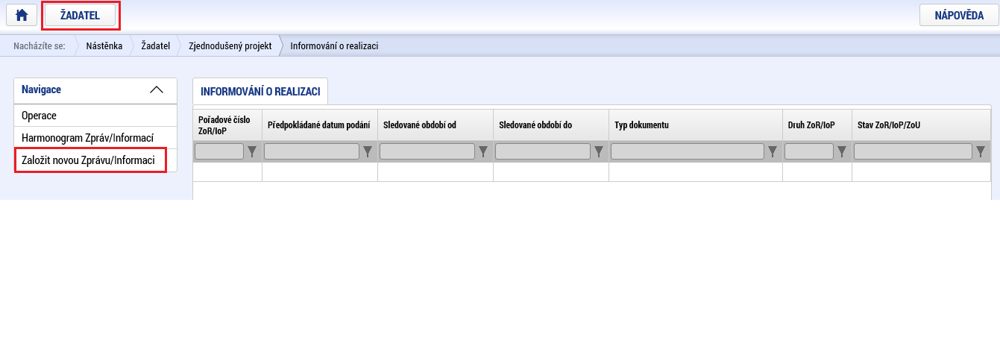 ŽADATEL
NÁPOVĚDA
Nacházíte se: Nástěnka Žadatel Zjednodušený projekt Informování o realizaci
Navigace
Operace
Harmonogram Zpráv/Informací
Založit novou Zprávu/Informaci
INFORMOVÁNÍ O REALIZACI
Pořadové číslo
ZoR/IoP
Předpokládané datum podání
Sledované období od
Sledované období do
Typ dokumentu
Druh ZoR/IoP
Stav ZoR/IoP/ZoU